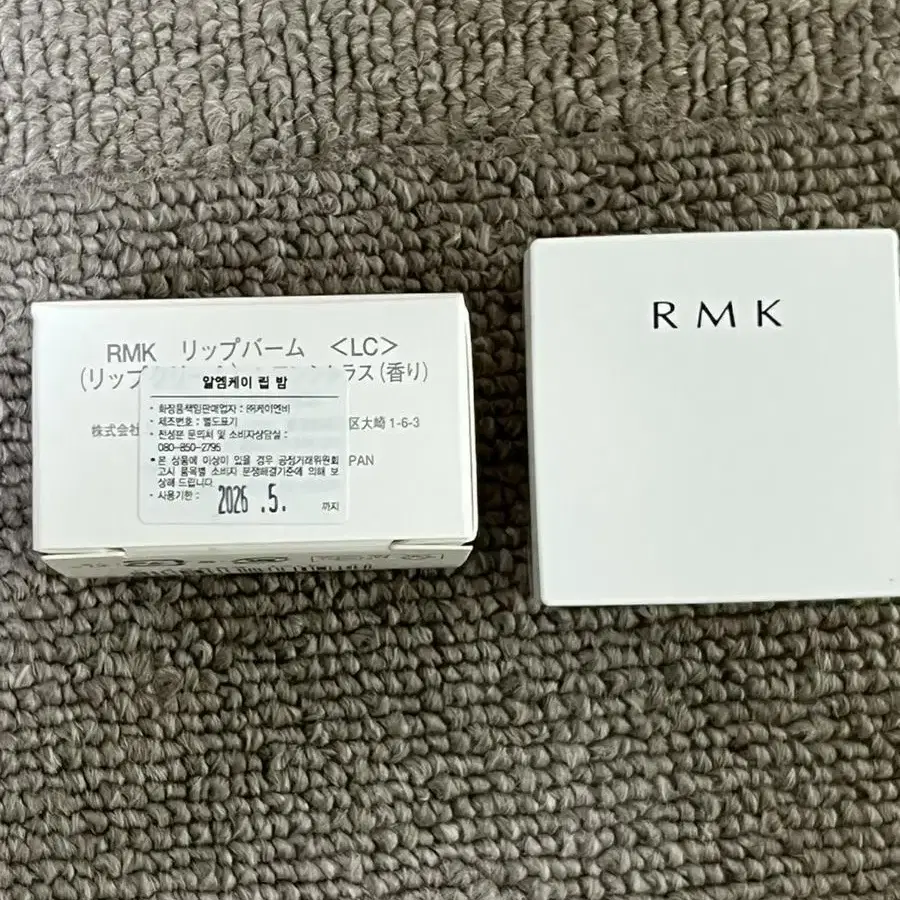 RMK リップバーム <LC>
(リップ ラス(香り)
株式会 区大崎 1-6-3
PAN
알엠케이 립 밤
· 화장품책임판매업자 : ㈜케이엔비
· 제조번호 : 별도표기
· 전성분 문의처 및 소비자상담실 :
080-850-2795
• 본 상품에 이상이 있을 경우 공정거래위원회
고시 품목별 소비자 분쟁해결기준에 의해 보
상해 드립니다
· 사용기한 : 2026 .5. 까지
RMK